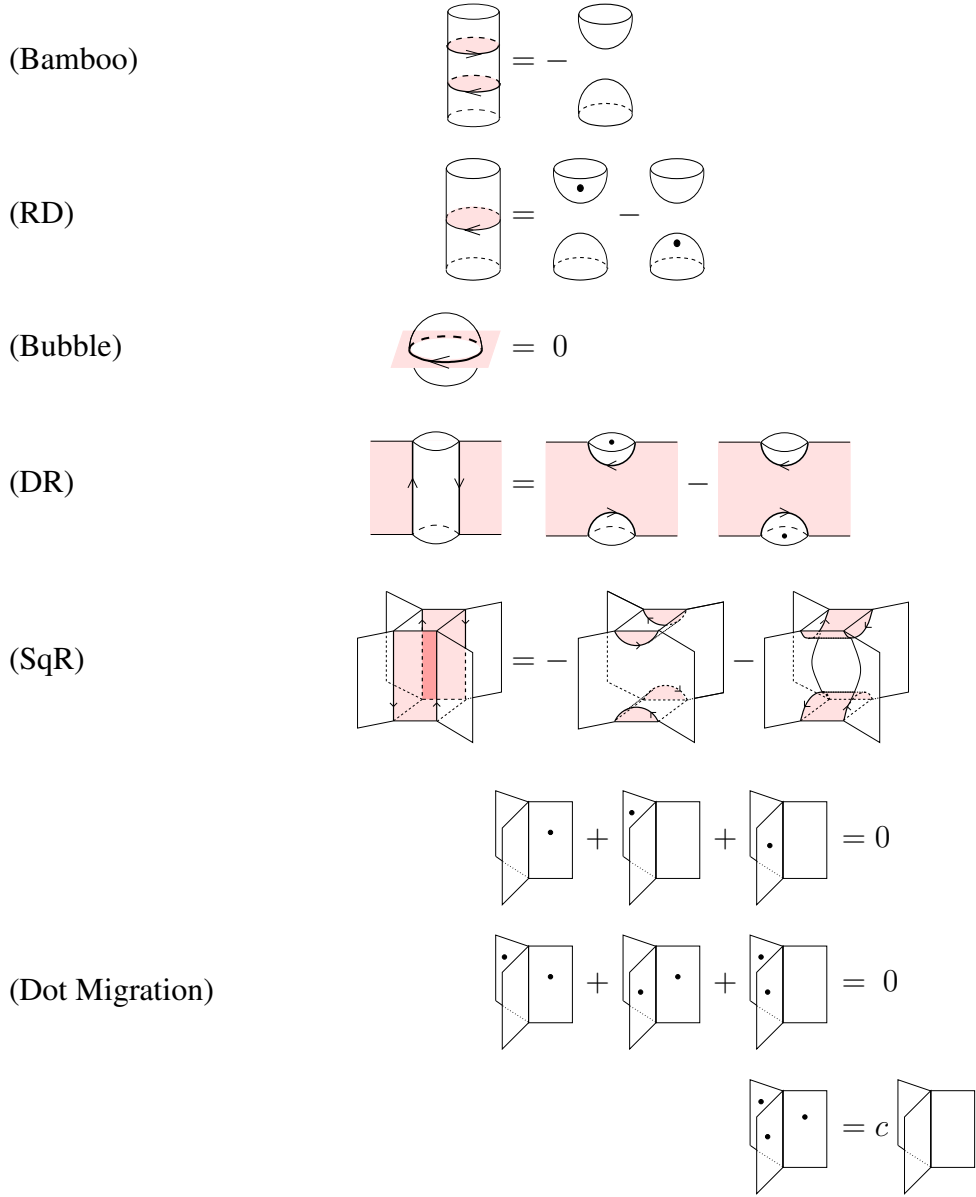 (Bamboo) = −
(RD) = −
(Bubble) = 0
(DR) = −
(SqR) = − −
+ + = 0
(Dot Migration) + + = 0
= c